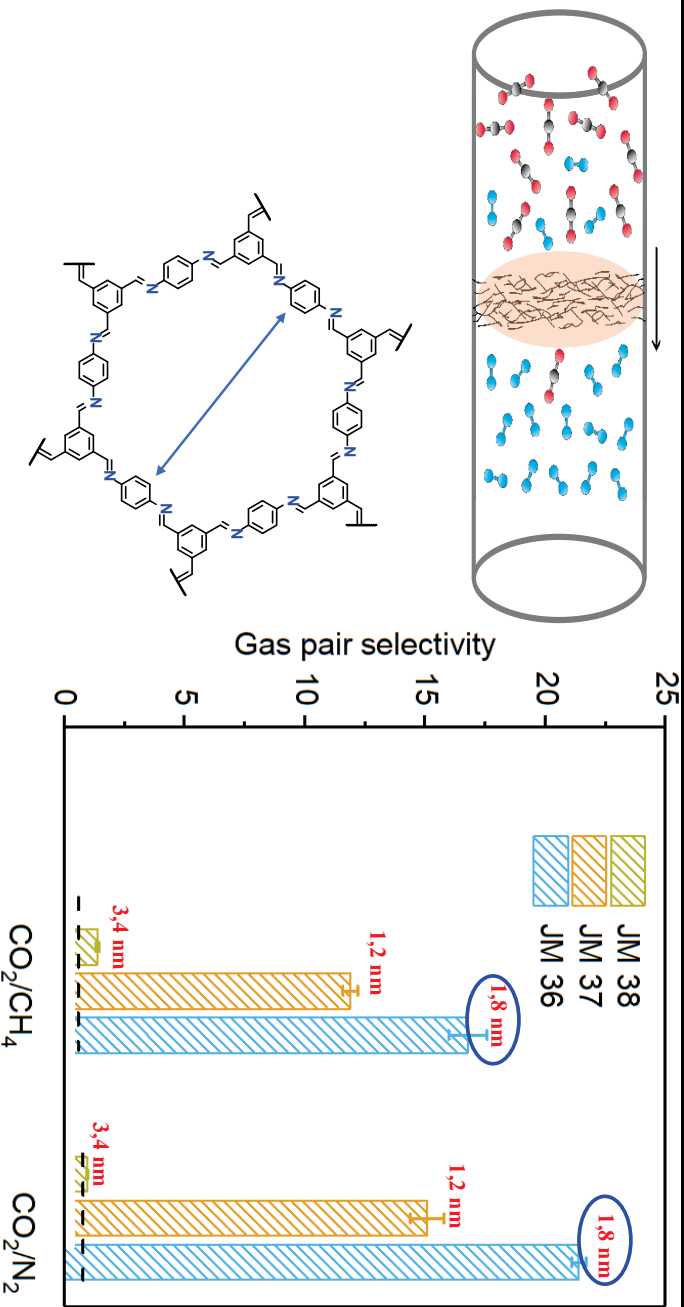 N
N
N
N
N
N
N
N
N
N
N
N
Gas pair selectivity
25
20
15
10
5
0
JM 38
JM 37
JM 36
3,4 nm
1,2 nm
1,8 nm
3,4 nm
1,2 nm
1,8 nm
CO₂/CH₄
CO₂/N₂